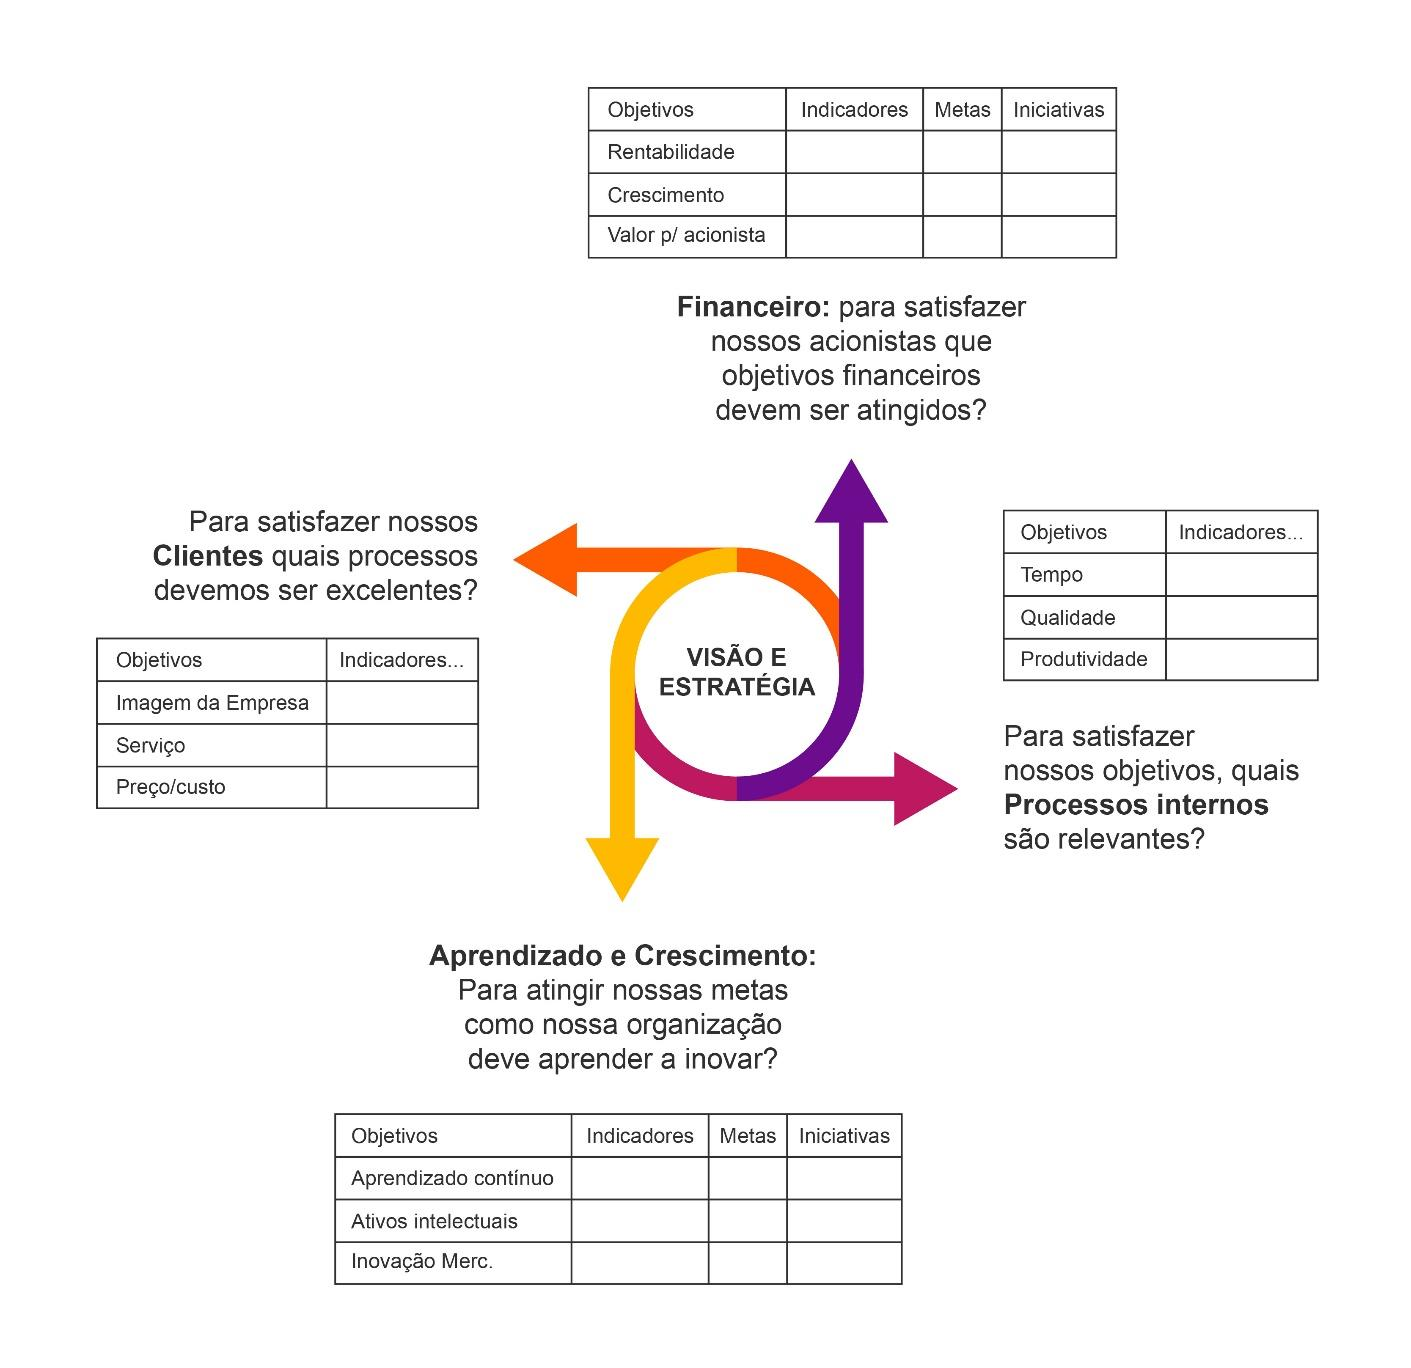 Objetivos Indicadores Metas Iniciativas
Rentabilidade
Crescimento
Valor p/ acionista
Financeiro: para satisfazer
nossos acionistas que
objetivos financeiros
devem ser atingidos?
Para satisfazer nossos
Clientes quais processos
devemos ser excelentes?
Objetivos Indicadores...
Imagem da Empresa
Serviço
Preço/custo
VISÃO E
ESTRATÉGIA
Objetivos Indicadores...
Tempo
Qualidade
Produtividade
Para satisfazer
nossos objetivos, quais
Processos internos
são relevantes?
Aprendizado e Crescimento:
Para atingir nossas metas
como nossa organização
deve aprender a inovar?
Objetivos Indicadores Metas Iniciativas
Aprendizado contínuo
Ativos intelectuais
Inovação Merc.